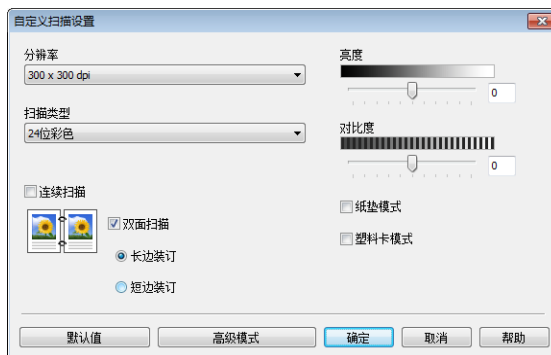 自定义扫描设置
分辨率
300 x 300 dpi
扫描类型
24位彩色
连续扫描
双面扫描
长边装订
短边装订
亮度
0
对比度
0
纸垫模式
塑料卡模式
默认值
高级模式
确定
取消
帮助